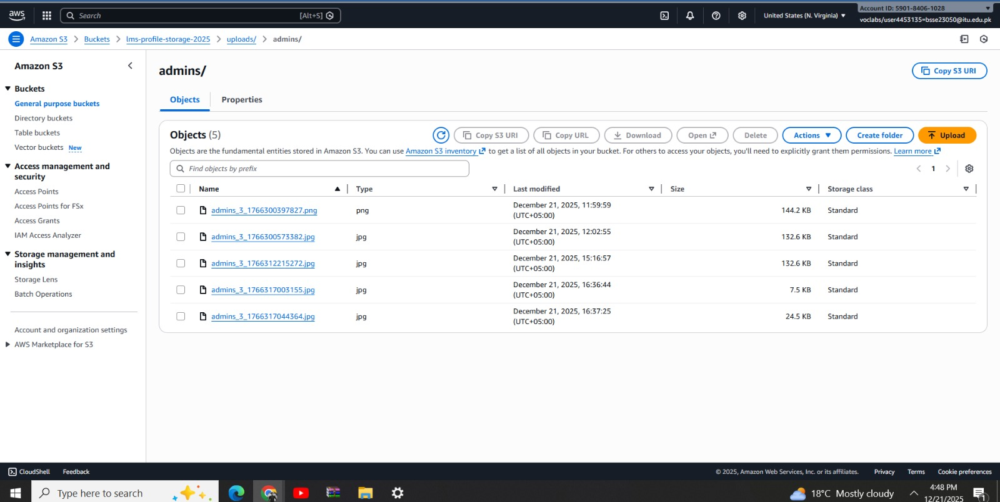 aws
Search
[Alt+S]
United States (N. Virginia)
Account ID: 5901-8406-1028
voclabs/user4453135=bsse23050@itu.edu.pk
Amazon S3
Buckets
lms-profile-storage-2025
uploads/
admins/
Amazon S3
Buckets
General purpose buckets
Directory buckets
Table buckets
Vector buckets New
Access management and
security
Access Points
Access Points for FSx
Access Grants
IAM Access Analyzer
Storage management and
insights
Storage Lens
Batch Operations
Account and organization settings
AWS Marketplace for S3
admins/
Copy S3 URI
Objects
Properties
Objects (5)
Copy S3 URI
Copy URL
Download
Open
Delete
Actions
Create folder
Upload
Objects are the fundamental entities stored in Amazon S3. You can use Amazon S3 inventory to get a list of all objects in your bucket. For others to access your objects, you'll need to explicitly grant them permissions. Learn more
Find objects by prefix
1
Name Type Last modified Size Storage class
admins_3_1766300397827.png png December 21, 2025, 11:59:59 (UTC+05:00) 144.2 KB Standard
admins_3_1766300573382.jpg jpg December 21, 2025, 12:02:55 (UTC+05:00) 132.6 KB Standard
admins_3_1766312215272.jpg jpg December 21, 2025, 15:16:57 (UTC+05:00) 132.6 KB Standard
admins_3_1766317003155.jpg jpg December 21, 2025, 16:36:44 (UTC+05:00) 7.5 KB Standard
admins_3_1766317044364.jpg jpg December 21, 2025, 16:37:25 (UTC+05:00) 24.5 KB Standard
CloudShell
Feedback
© 2025, Amazon Web Services, Inc. or its affiliates.
Privacy
Terms
Cookie preferences
Type here to search
18°C Mostly cloudy
4:48 PM
12/21/2025
1